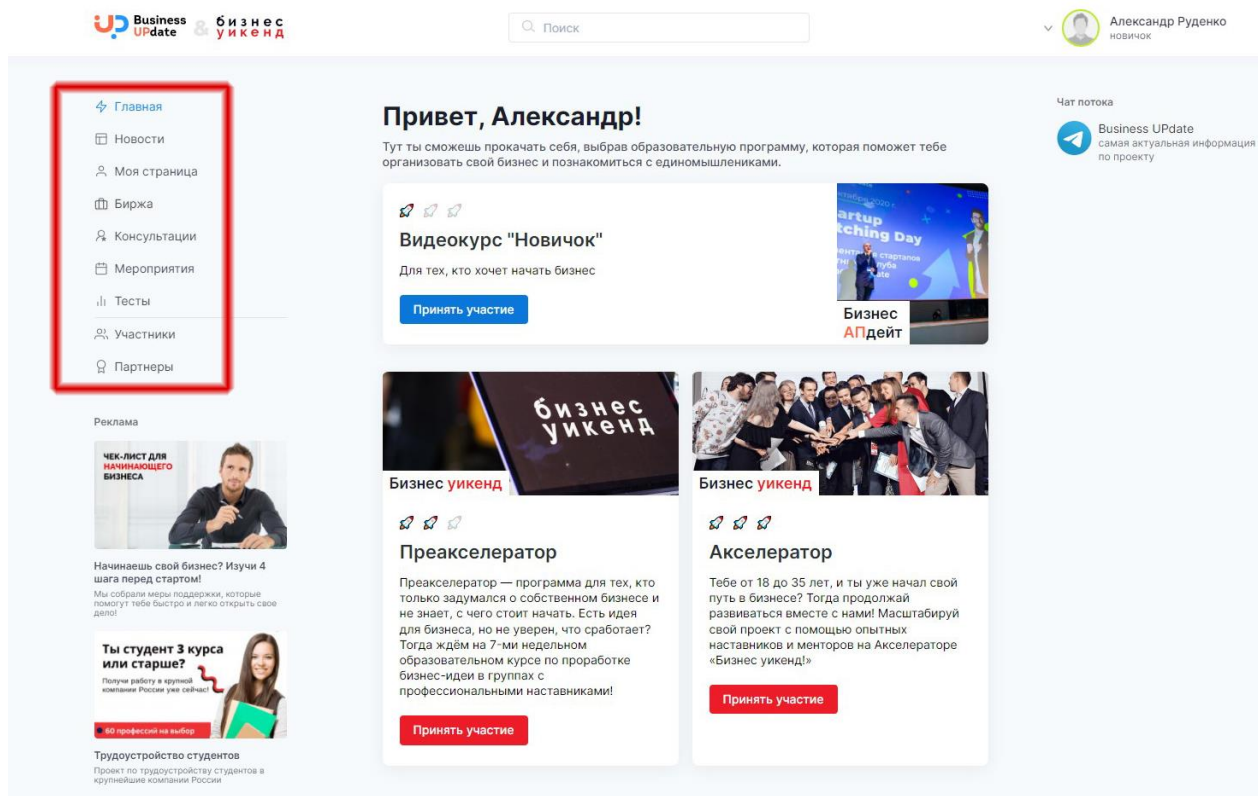 Business
UPdate
&
бизнес
уикенд
Поиск
Александр Руденко
новичок
Главная
Новости
Моя страница
Биржа
Консультации
Мероприятия
Тесты
Участники
Партнеры
Реклама
ЧЕК-ЛИСТ ДЛЯ
НАЧИНАЮЩЕГО
БИЗНЕСА
Начинаешь свой бизнес? Изучи 4
шага перед стартом!
Мы собрали меры поддержки, которые
помогут тебе быстро и легко открыть свое
дело!
Ты студент 3 курса
или старше?
Получи работу в крупной
компании России уже сейчас!
60 профессий на выбор
Трудоустройство студентов
Проект по трудоустройству студентов в
крупнейшие компании России
Привет, Александр!
Тут ты сможешь прокачать себя, выбрав образовательную программу, которая поможет тебе
организовать свой бизнес и познакомиться с единомышлениками.
Видеокурс "Новичок"
Для тех, кто хочет начать бизнес
Принять участие
2020 г.
artup
tching Day
Бизнес
АПдейт
бизнес
уикенд
Бизнес уикенд
Преакселератор
Преакселератор — программа для тех, кто
только задумался о собственном бизнесе и
не знает, с чего стоит начать. Есть идея
для бизнеса, но не уверен, что сработает?
Тогда ждём на 7-ми недельном
образовательном курсе по проработке
бизнес-идеи в группах с
профессиональными наставниками!
Принять участие
Бизнес уикенд
Акселератор
Тебе от 18 до 35 лет, и ты уже начал свой
путь в бизнесе? Тогда продолжай
развиваться вместе с нами! Масштабируй
свой проект с помощью опытных
наставников и менторов на Акселераторе
«Бизнес уикенд!»
Принять участие
Чат потока
Business UPdate
самая актуальная информация
по проекту